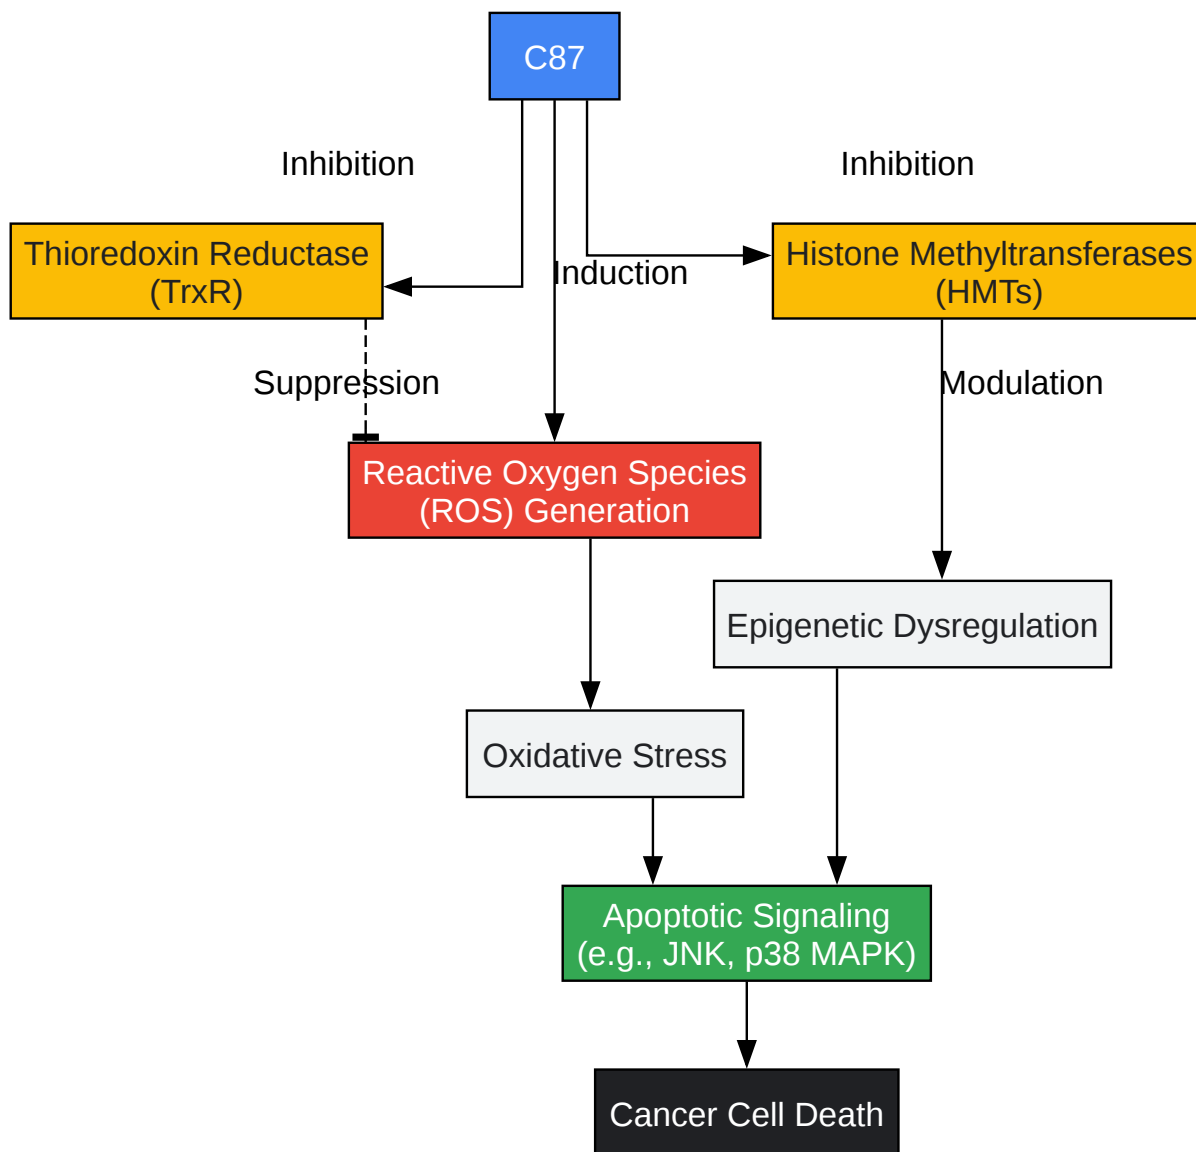 C87
Inhibition
Inhibition
Thioredoxin Reductase
(TrxR)
Induction
Histone Methyltransferases
(HMTs)
Suppression
Modulation
Reactive Oxygen Species
(ROS) Generation
Epigenetic Dysregulation
Oxidative Stress
Apoptotic Signaling
(e.g., JNK, p38 MAPK)
Cancer Cell Death